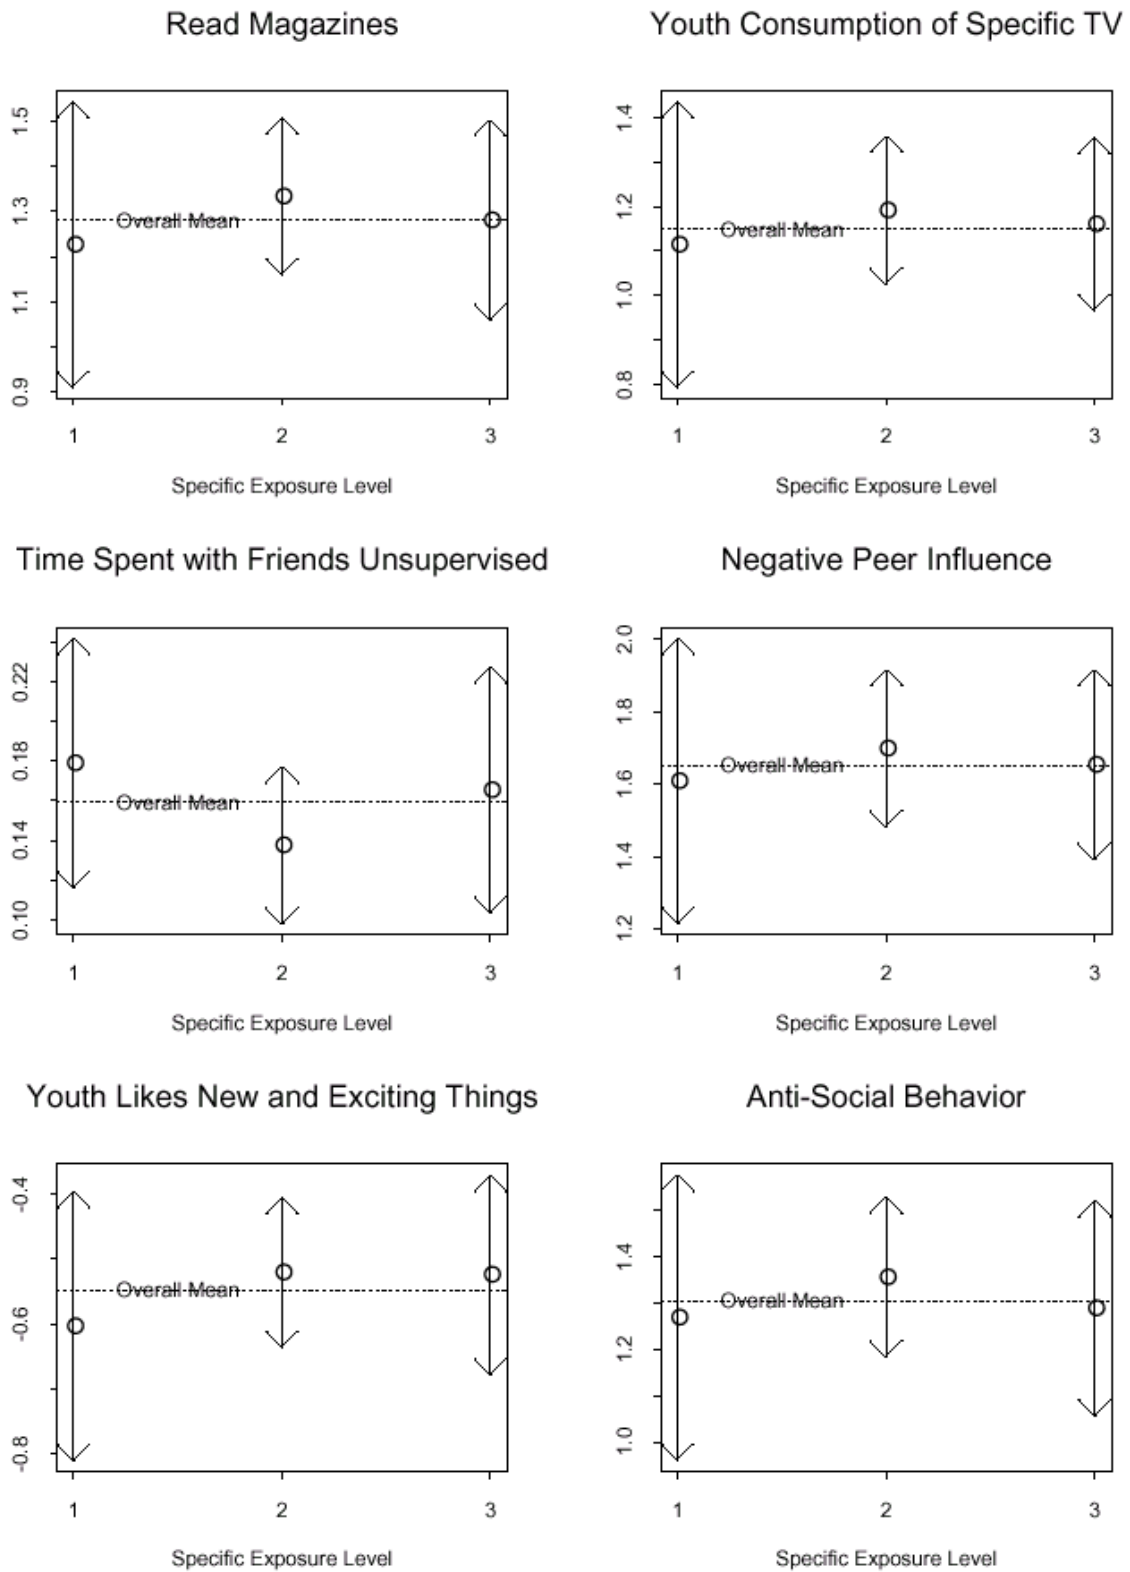 Read Magazines
1.5
1.3
1.1
0.9
Overall Mean
1 2 3
Specific Exposure Level
Youth Consumption of Specific TV
1.4
1.2
1.0
0.8
Overall Mean
1 2 3
Specific Exposure Level
Time Spent with Friends Unsupervised
0.22
0.18
0.14
0.10
Overall Mean
1 2 3
Specific Exposure Level
Negative Peer Influence
2.0
1.8
1.6
1.4
1.2
Overall Mean
1 2 3
Specific Exposure Level
Youth Likes New and Exciting Things
-0.4
-0.6
-0.8
Overall Mean
1 2 3
Specific Exposure Level
Anti-Social Behavior
1.4
1.2
1.0
Overall Mean
1 2 3
Specific Exposure Level